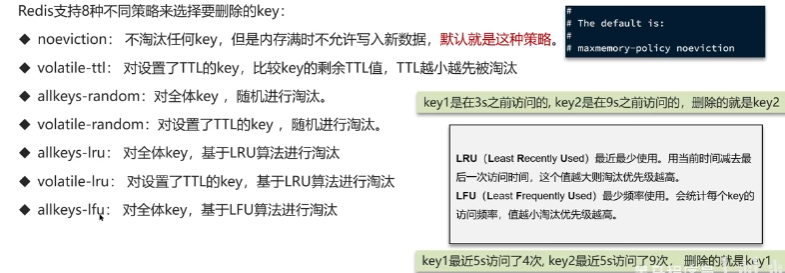 Redis支持8种不同策略来选择要删除的key：
◆ noeviction： 不淘汰任何key，但是内存满时不允许写入新数据，默认就是这种策略。
◆ volatile-ttl： 对设置了TTL的key，比较key的剩余TTL值，TTL越小越先被淘汰
◆ allkeys-random：对全体key ，随机进行淘汰。
◆ volatile-random：对设置了TTL的key ，随机进行淘汰。
◆ allkeys-lru： 对全体key，基于LRU算法进行淘汰
◆ volatile-lru： 对设置了TTL的key，基于LRU算法进行淘汰
◆ allkeys-lfu： 对全体key，基于LFU算法进行淘汰
#
# The default is:
#
# maxmemory-policy noeviction
key1是在3s之前访问的, key2是在9s之前访问的，删除的就是key2
LRU（Least Recently Used）最近最少使用。用当前时间减去最
后一次访问时间，这个值越大则淘汰优先级越高。
LFU（Least Frequently Used）最少频率使用。会统计每个key的
访问频率，值越小淘汰优先级越高。
key1最近5s访问了4次, key2最近5s访问了9次， 删除的就是key1